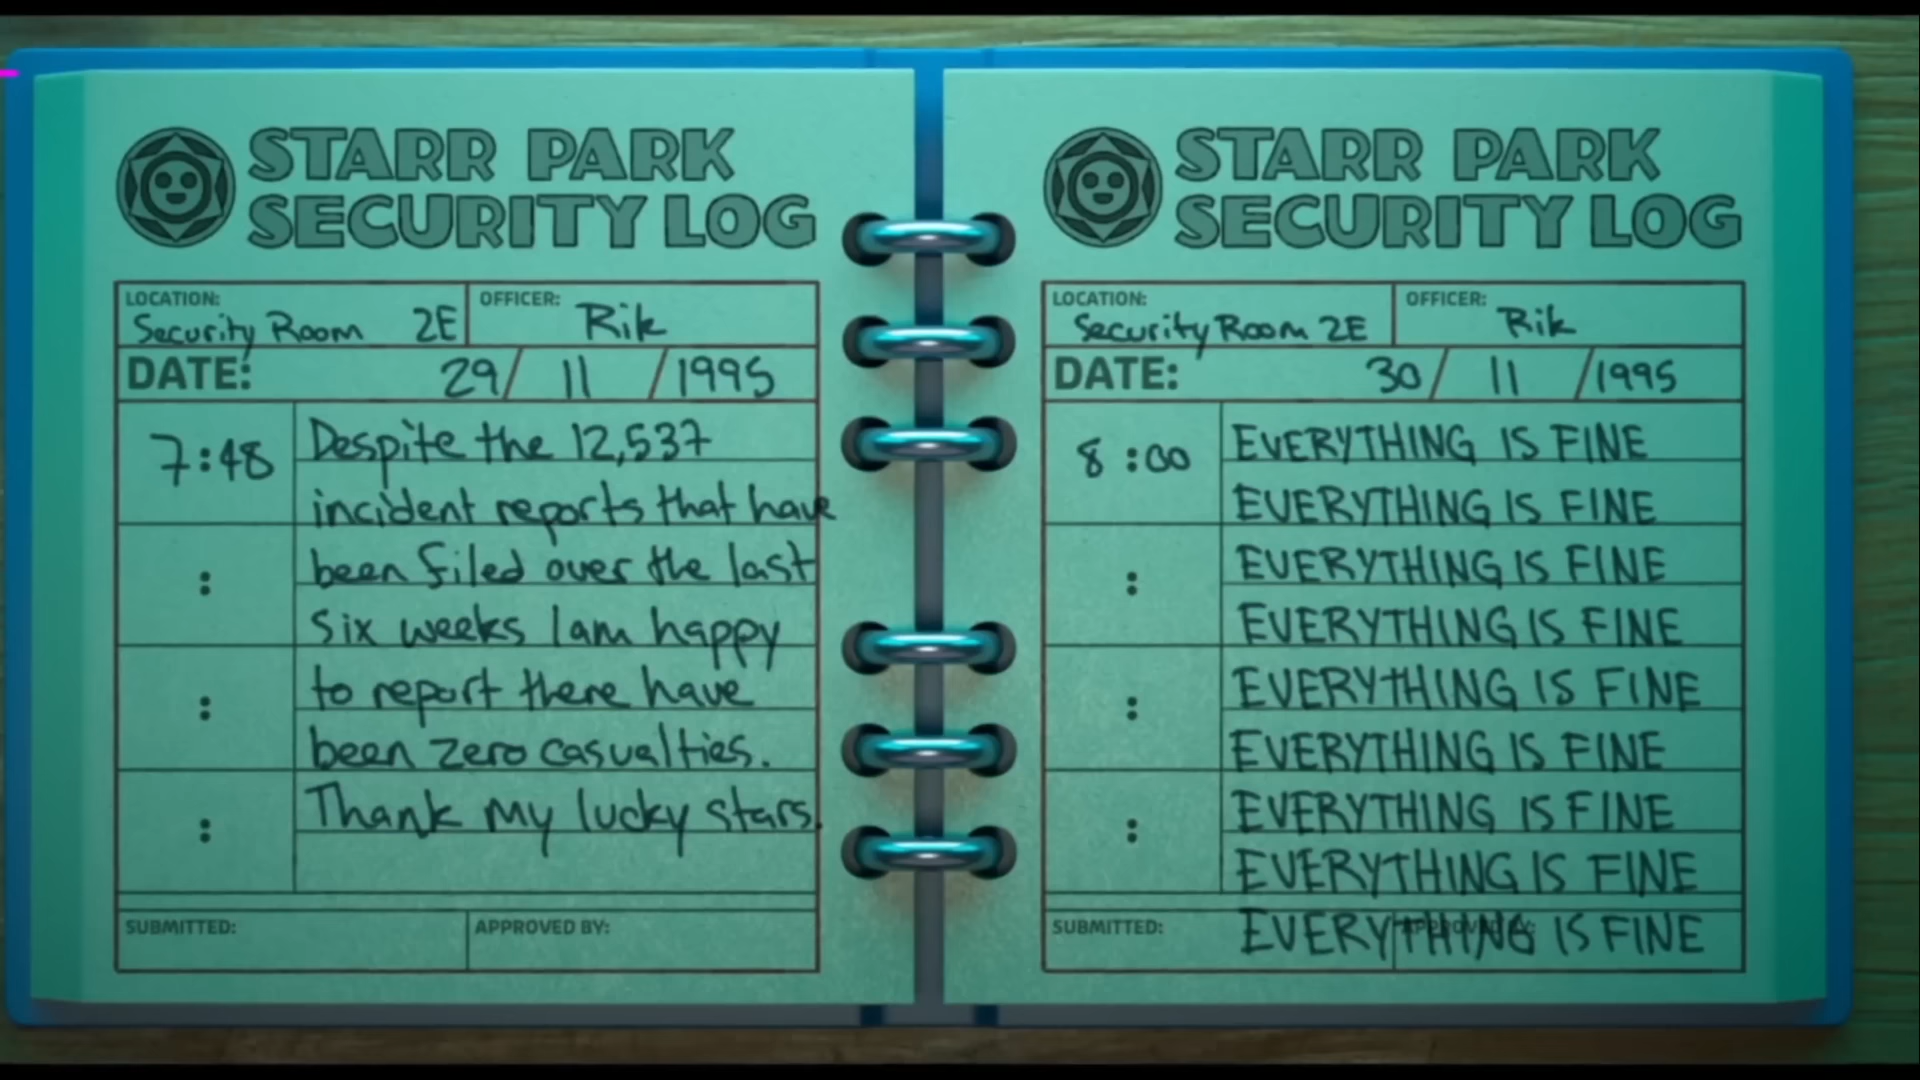 STARR PARK
SECURITY LOG
LOCATION:
Security Room 2E
OFFICER:
Rik
DATE: 29/ 11 /1995
7:48
Despite the 12,537
incident reports that have
been filed over the last
six weeks I am happy
to report there have
been zero casualties.
Thank my lucky stars.
:
:
:
SUBMITTED:
APPROVED BY:
STARR PARK
SECURITY LOG
LOCATION:
Security Room 2E
OFFICER:
Rik
DATE: 30/ 11 /1995
8:00
EVERYTHING IS FINE
EVERYTHING IS FINE
EVERYTHING IS FINE
EVERYTHING IS FINE
EVERYTHING IS FINE
EVERYTHING IS FINE
EVERYTHING IS FINE
EVERYTHING IS FINE
EVERYTHING IS FINE
:
:
:
SUBMITTED:
APPROVED BY: